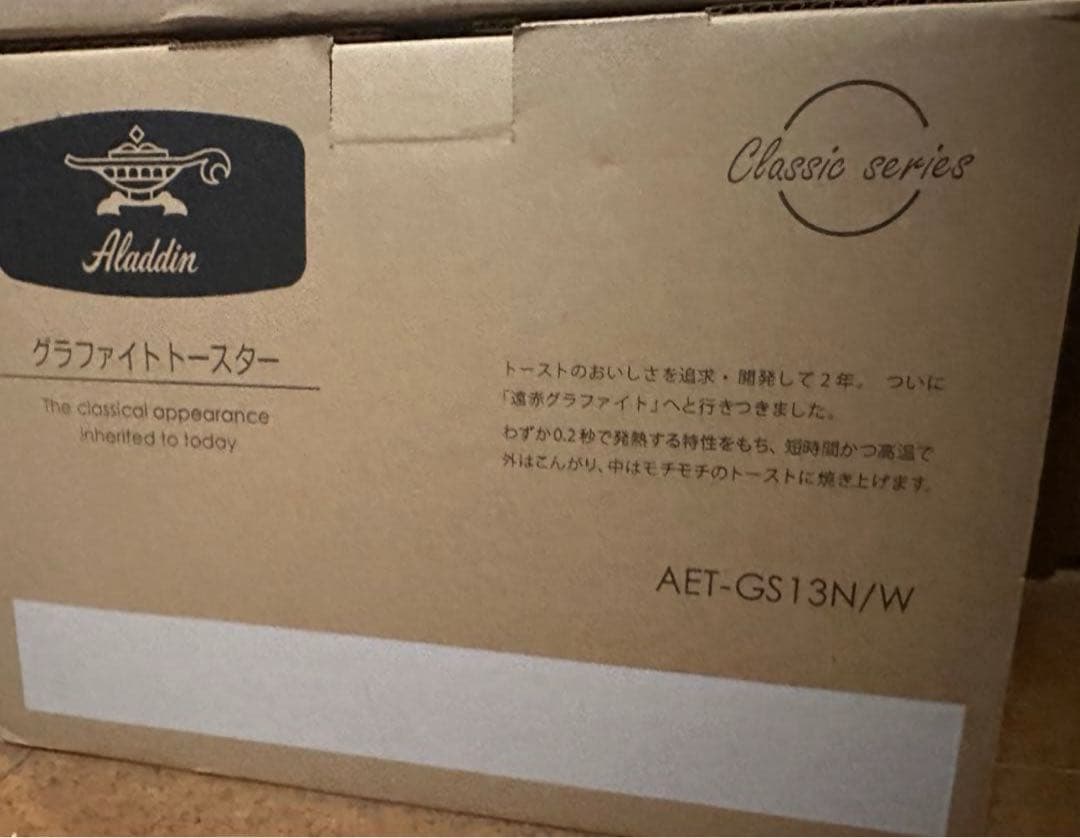 Aladdin
Classic series
グラファイトトースター
The classical appearance
inherited to today
トーストのおいしさを追求・開発して2年。 ついに
「遠赤グラファイト」へと行きつきました。
わずか0.2秒で発熱する特性をもち、短時間かつ高温で
外はこんがり、中はモチモチのトーストに焼き上げます。
AET-GS13N/W